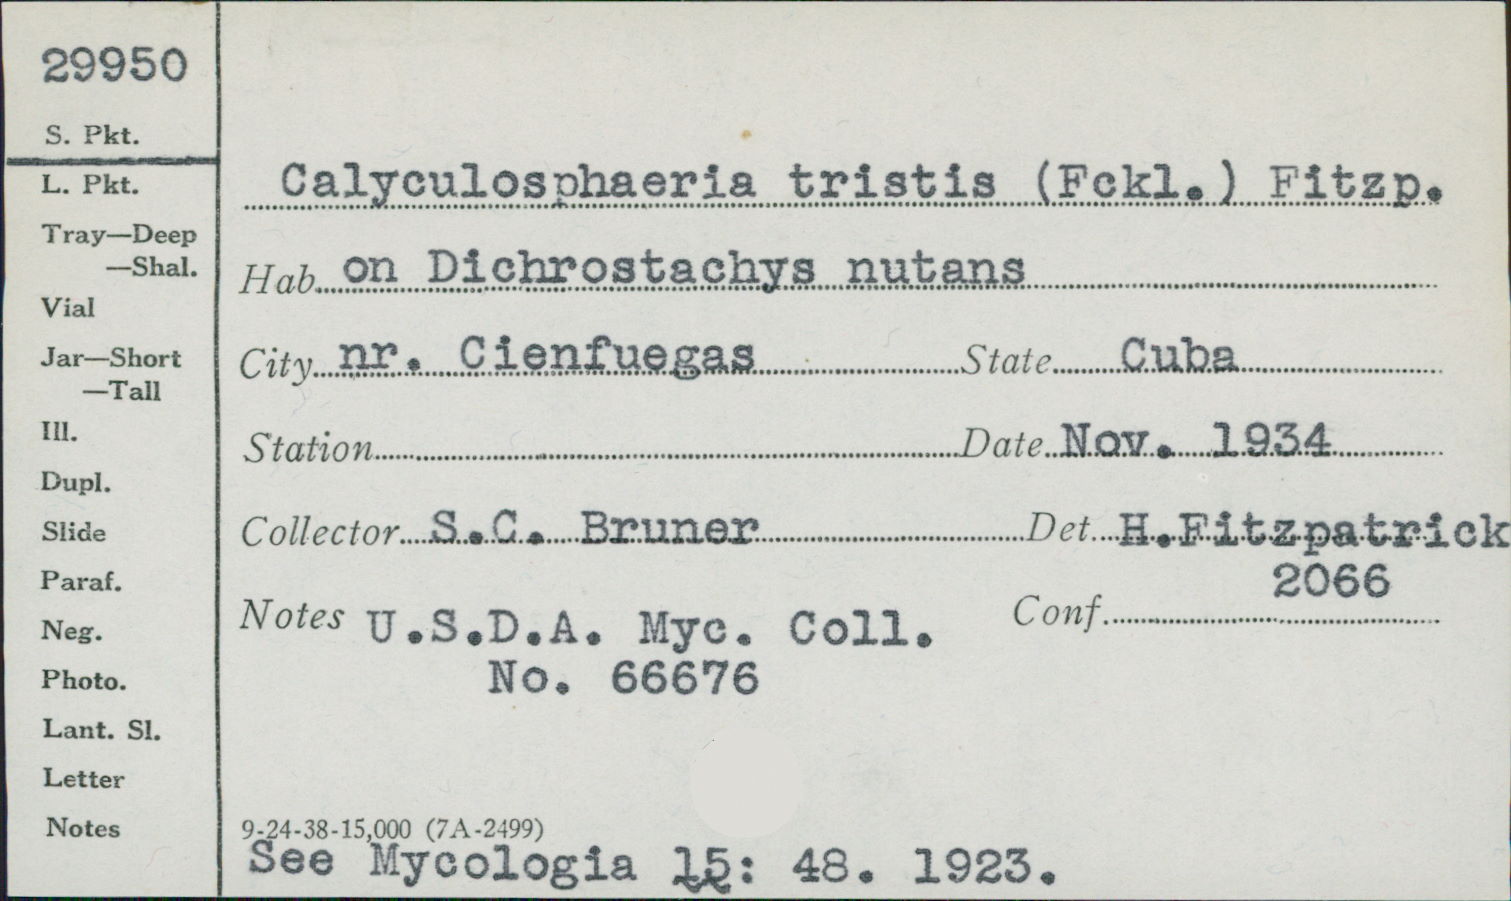 29950
S. Pkt.
L. Pkt.
Tray—Deep
—Shal.
Vial
Jar—Short
—Tall
Ill.
Dupl.
Slide
Paraf.
Neg.
Photo.
Lant. Sl.
Letter
Notes
Calyculosphaeria tristis (Fckl.) Fitzp.
Hab. on Dichrostachys nutans
City nr. Cienfuegas State Cuba
Station Date Nov. 1934
Collector S.C. Bruner Det. H.Fitzpatrick
2066
Notes U.S.D.A. Myc. Coll. Conf.
No. 66676
9-24-38-15,000 (7A-2499)
See Mycologia 15: 48. 1923.